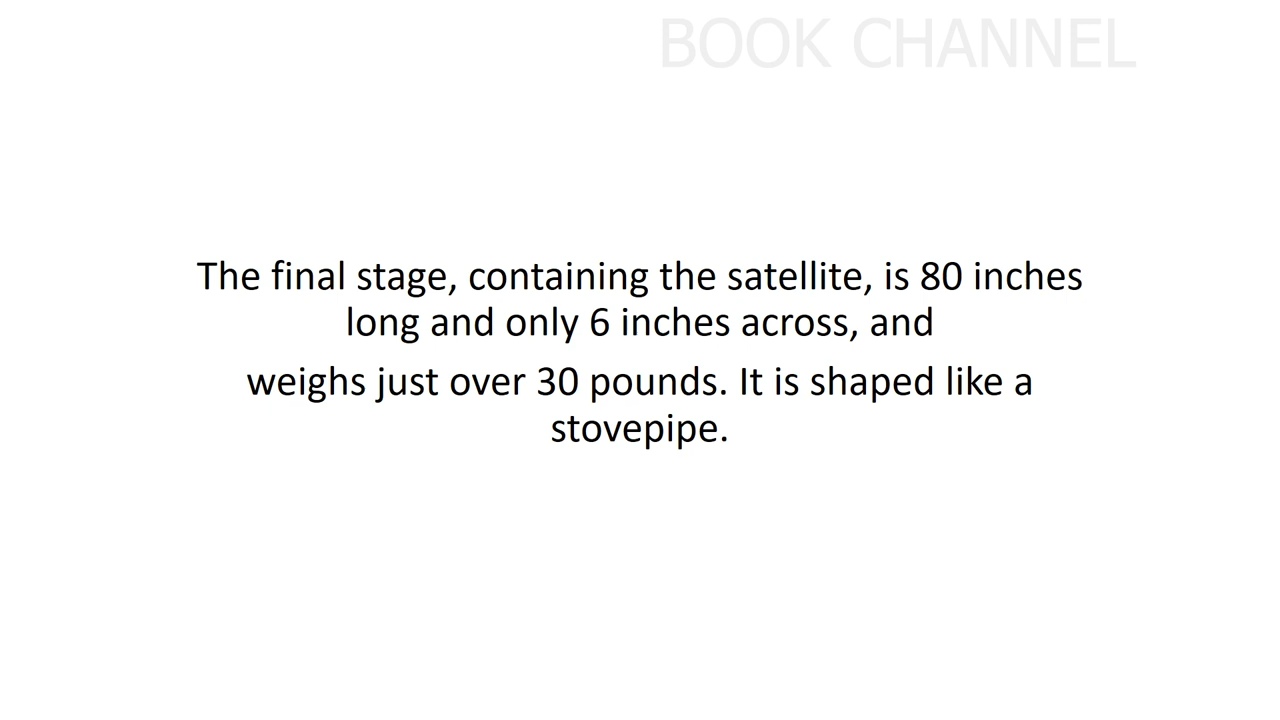 BOOK CHANNEL
The final stage, containing the satellite, is 80 inches
long and only 6 inches across, and
weighs just over 30 pounds. It is shaped like a
stovepipe.